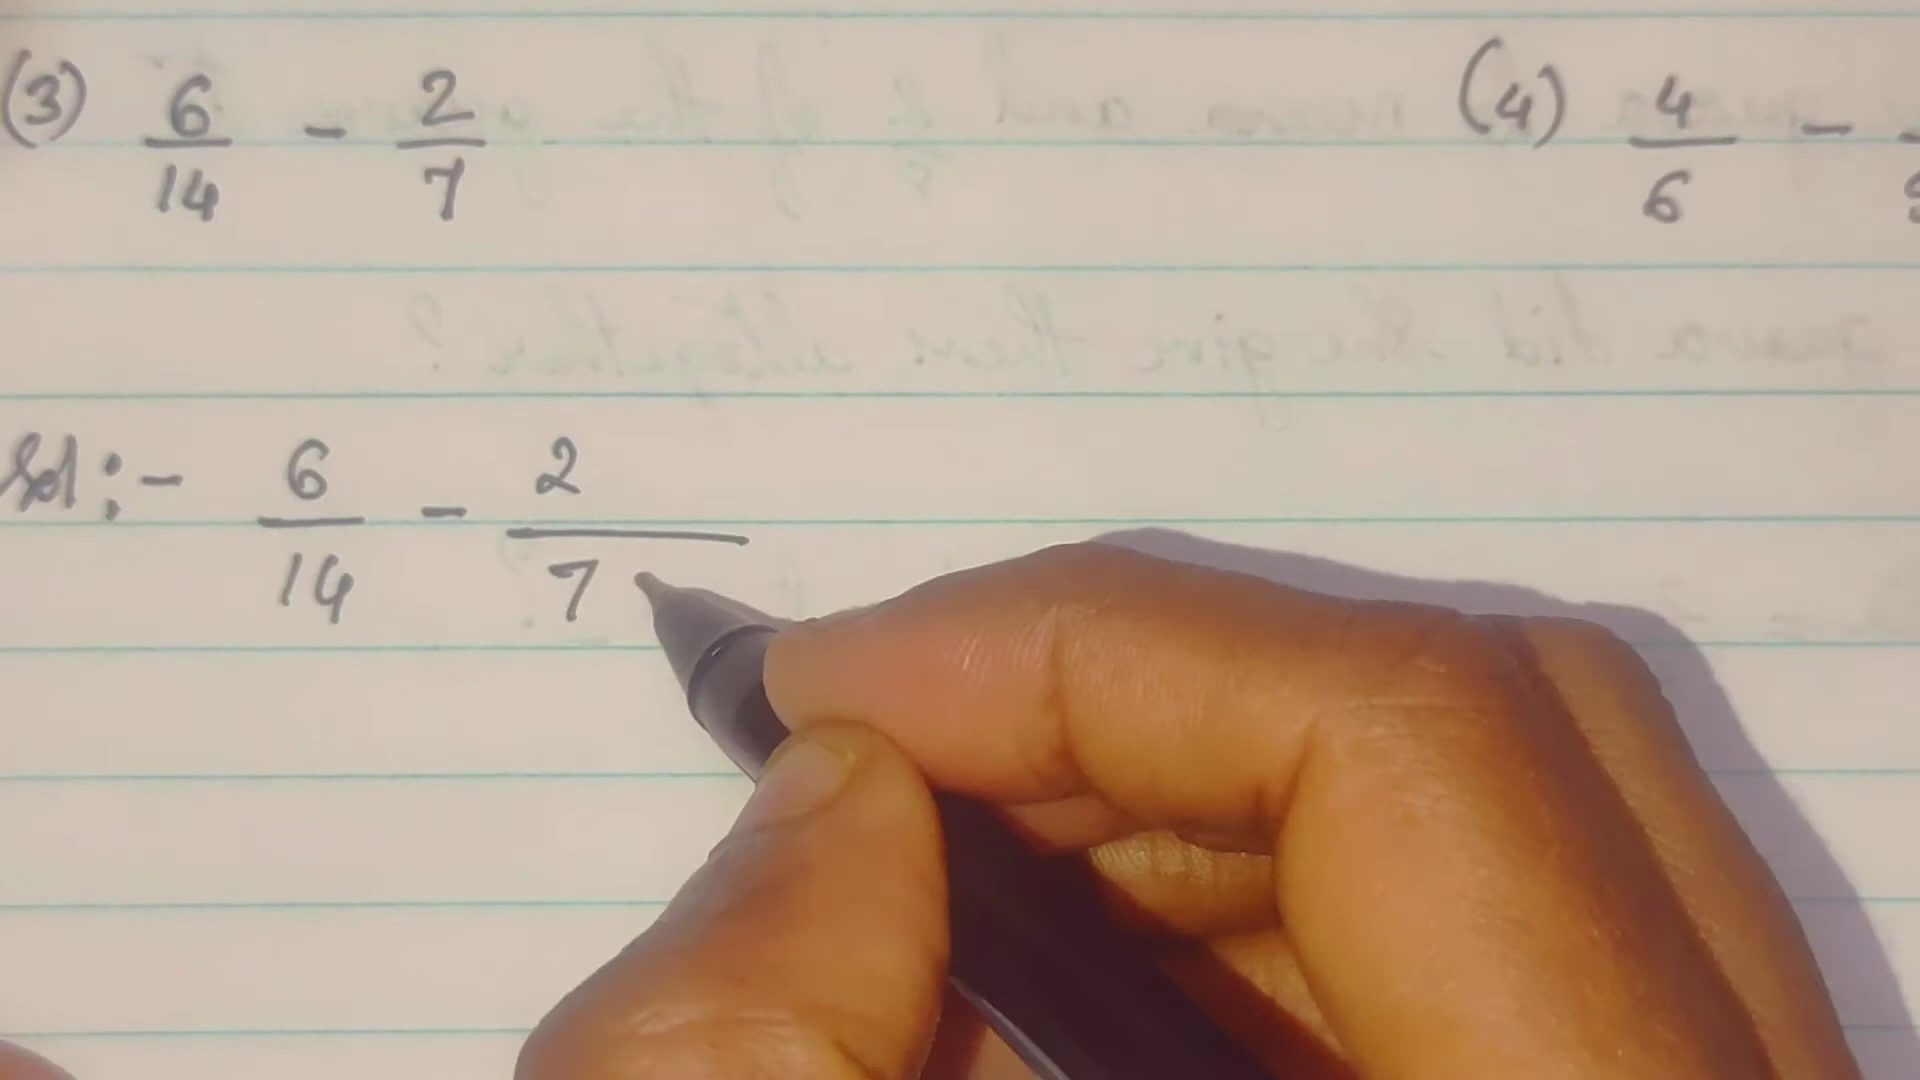 (3) 6/14 - 2/7 (4) 4/6 -
Sol:- 6/14 - 2/7